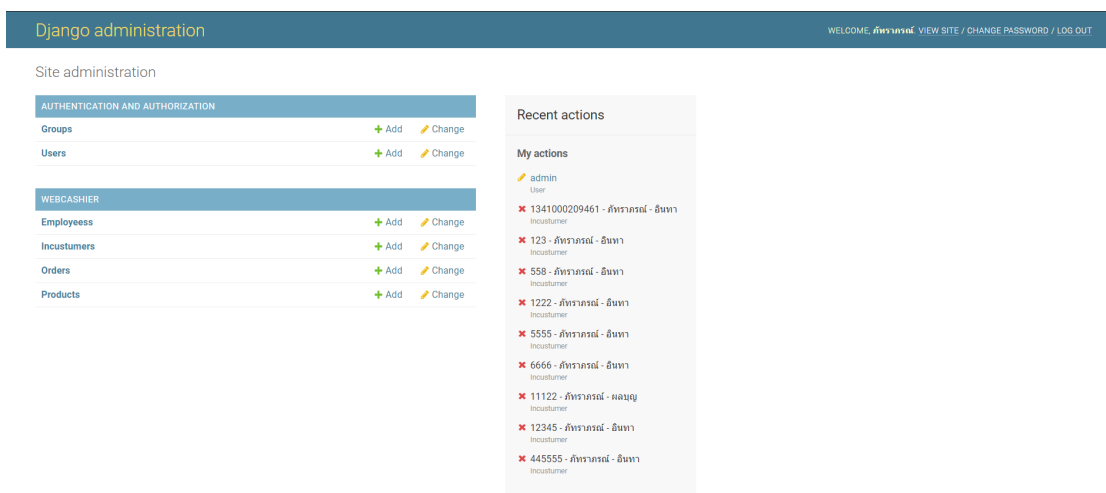 Django administration
WELCOME, ภัทราภรณ์. VIEW SITE / CHANGE PASSWORD / LOG OUT
Site administration
AUTHENTICATION AND AUTHORIZATION
Groups Add Change
Users Add Change
WEBCASHIER
Employeess Add Change
Incustumers Add Change
Orders Add Change
Products Add Change
Recent actions
My actions
admin
User
1341000209461 - ภัทราภรณ์ - อินทา
Incustumer
123 - ภัทราภรณ์ - อินทา
Incustumer
558 - ภัทราภรณ์ - อินทา
Incustumer
1222 - ภัทราภรณ์ - อินทา
Incustumer
5555 - ภัทราภรณ์ - อินทา
Incustumer
6666 - ภัทราภรณ์ - อินทา
Incustumer
11122 - ภัทราภรณ์ - ผลบุญ
Incustumer
12345 - ภัทราภรณ์ - อินทา
Incustumer
445555 - ภัทราภรณ์ - อินทา
Incustumer